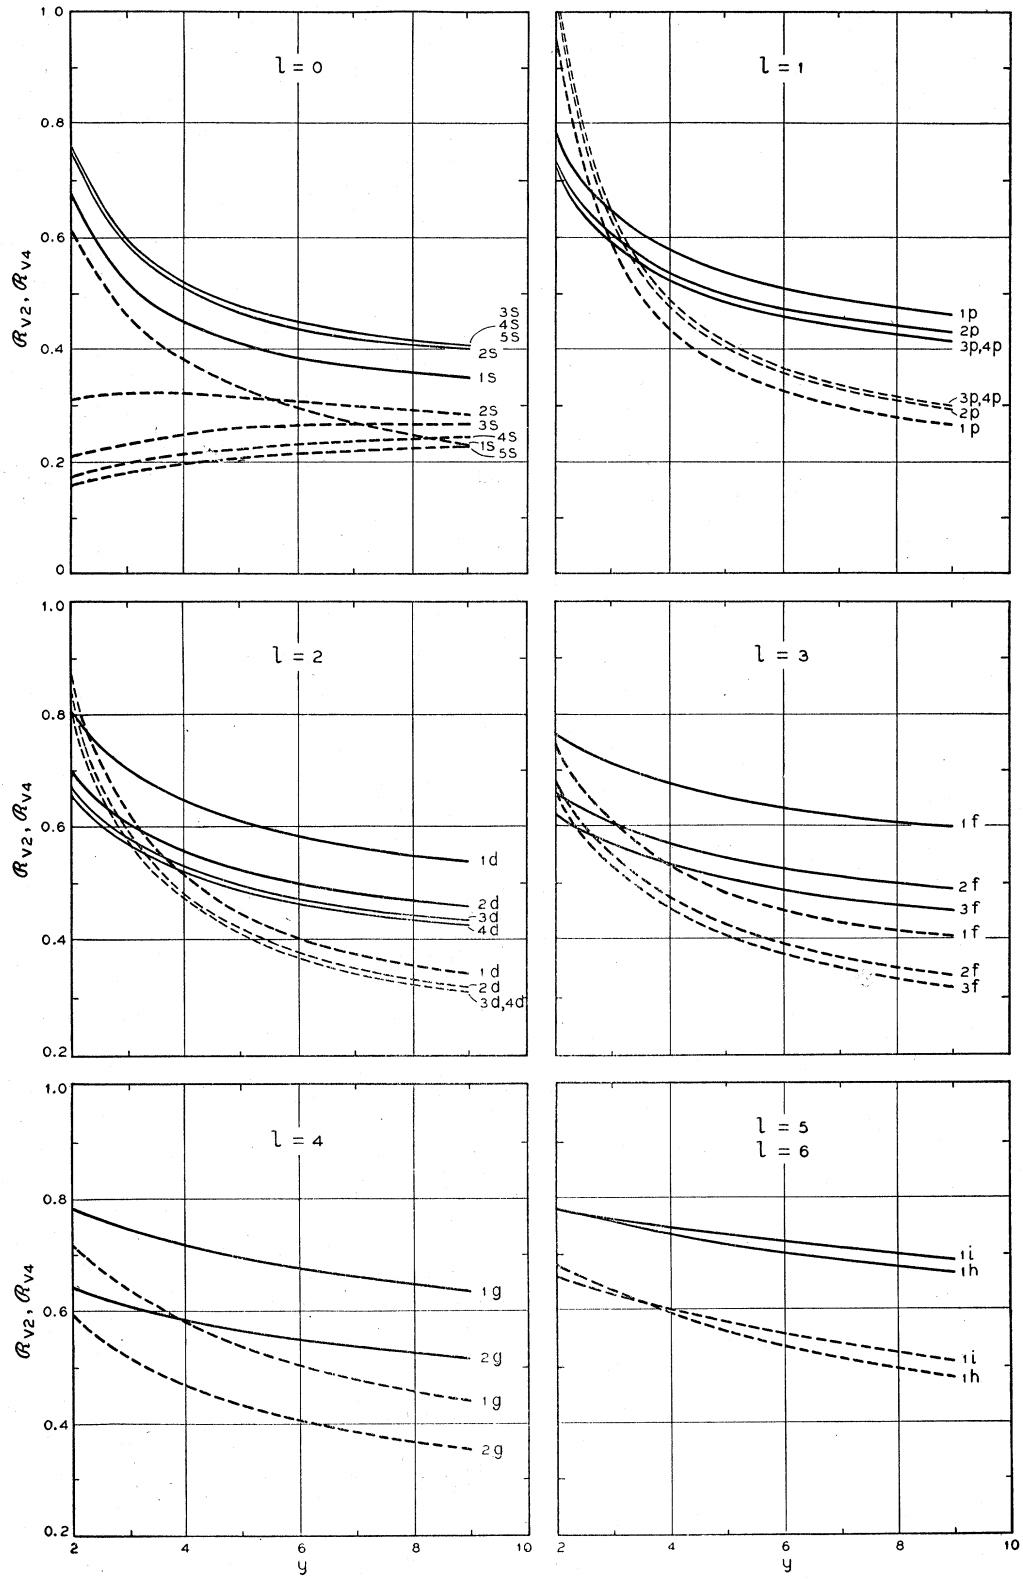 1 0
0.8
0.6
0.4
0.2
0
ℛV2, ℛV4
l = 0
3s
4s
5s
2s
1s
2s
3s
4s
1s
5s
l = 1
1p
2p
3p,4p
3p,4p
2p
1p
1.0
0.8
0.6
0.4
0.2
ℛV2, ℛV4
l = 2
1d
2d
3d
4d
1d
2d
3d,4d
l = 3
1f
2f
3f
1f
2f
3f
1.0
0.8
0.6
0.4
0.2
ℛV2, ℛV4
l = 4
1g
2g
1g
2g
2 4 6 8 10
y
l = 5
l = 6
1i
1h
1i
1h
2 4 6 8 10
y